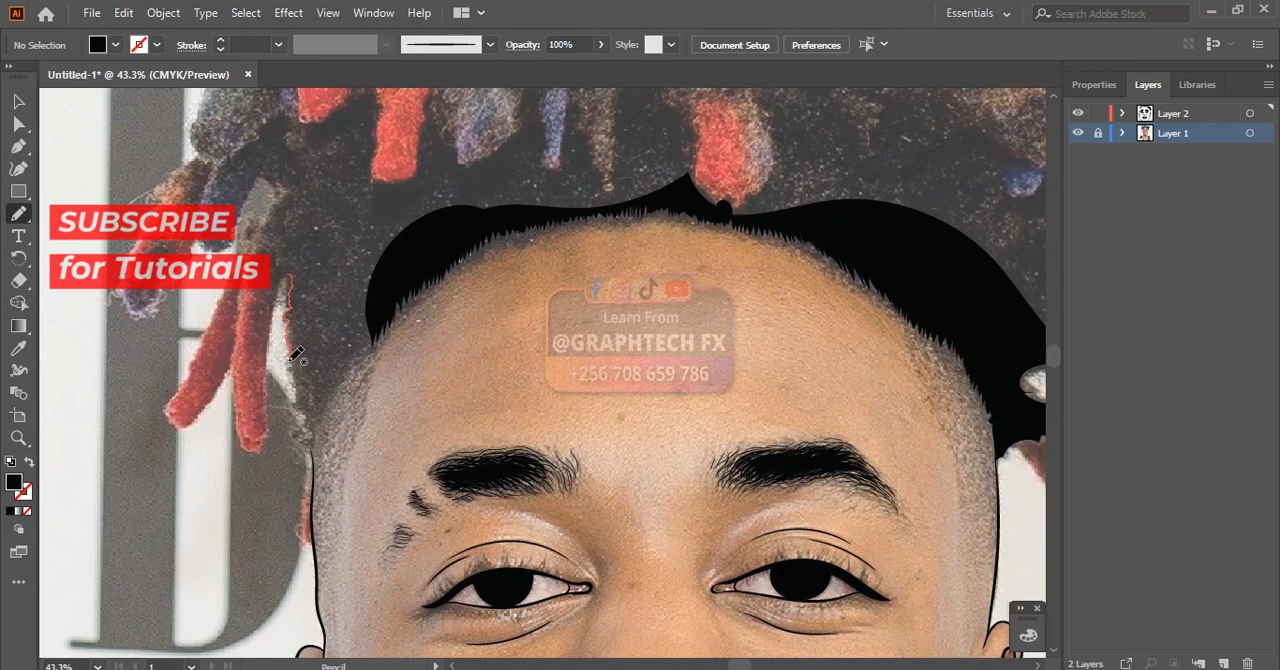 Ai File Edit Object Type Select Effect View Window Help Essentials Search Adobe Stock
No Selection Stroke: Opacity: 100% Style: Document Setup Preferences
Untitled-1* @ 43.3% (CMYK/Preview) ×
Properties Layers Libraries
Layer 2
Layer 1
SUBSCRIBE
for Tutorials
Learn From
@GRAPHTECH FX
+256 708 659 786
43.3% 1 Pencil
2 Layers